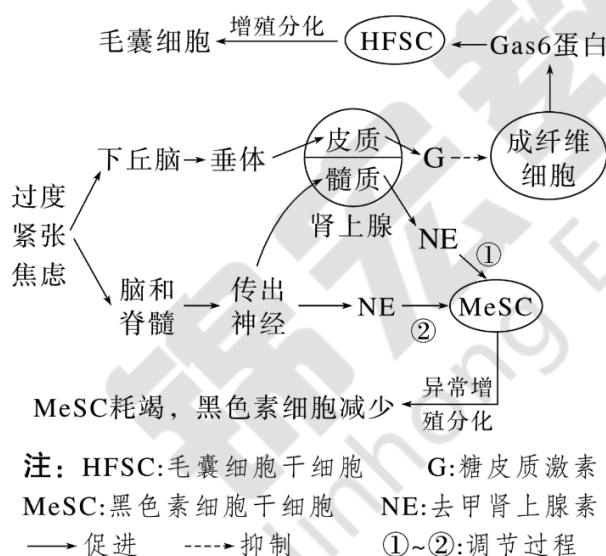 毛囊细胞 增殖分化 HFSC Gas6蛋白
过度
紧张
焦虑
下丘脑 垂体 皮质 G 成纤维
细胞
髓质
肾上腺
NE ①
脑和
脊髓
传出
神经
NE ② MeSC
MeSC耗竭，黑色素细胞减少 异常增
殖分化
注：HFSC:毛囊细胞干细胞 G:糖皮质激素
MeSC:黑色素细胞干细胞 NE:去甲肾上腺素
促进 抑制 ①~②:调节过程